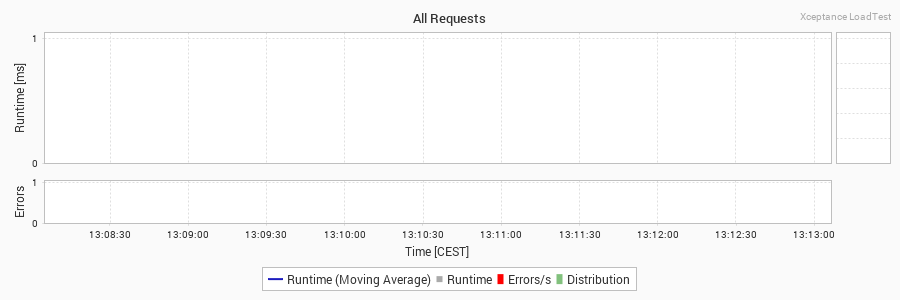 All Requests
Xceptance LoadTest
Runtime [ms]
1
0
Errors
1
0
13:08:30 13:09:00 13:09:30 13:10:00 13:10:30 13:11:00 13:11:30 13:12:00 13:12:30 13:13:00
Time [CEST]
Runtime (Moving Average) Runtime Errors/s Distribution